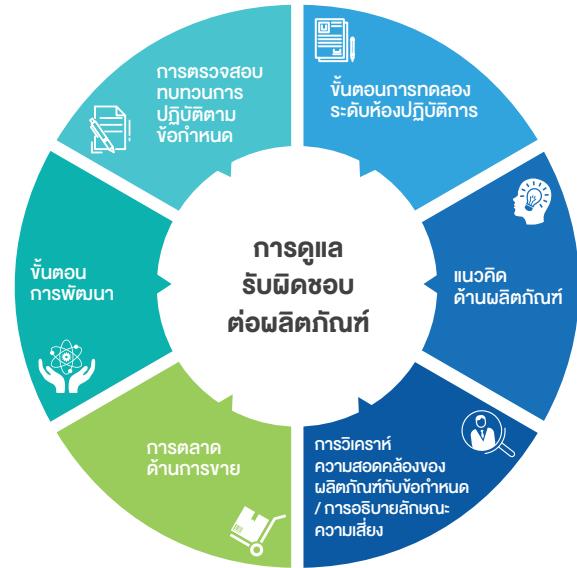 การดูแล
รับผิดชอบ
ต่อผลิตภัณฑ์
ขั้นตอนการทดลอง
ระดับห้องปฏิบัติการ
แนวคิด
ด้านผลิตภัณฑ์
การวิเคราห์
ความสอดคล้องของ
ผลิตภัณฑ์กับข้อกำหนด
/ การอธิบายลักษณะ
ความเสี่ยง
การตลาด
ด้านการขาย
ขั้นตอน
การพัฒนา
การตรวจสอบ
ทบทวนการ
ปฏิบัติตาม
ข้อกำหนด